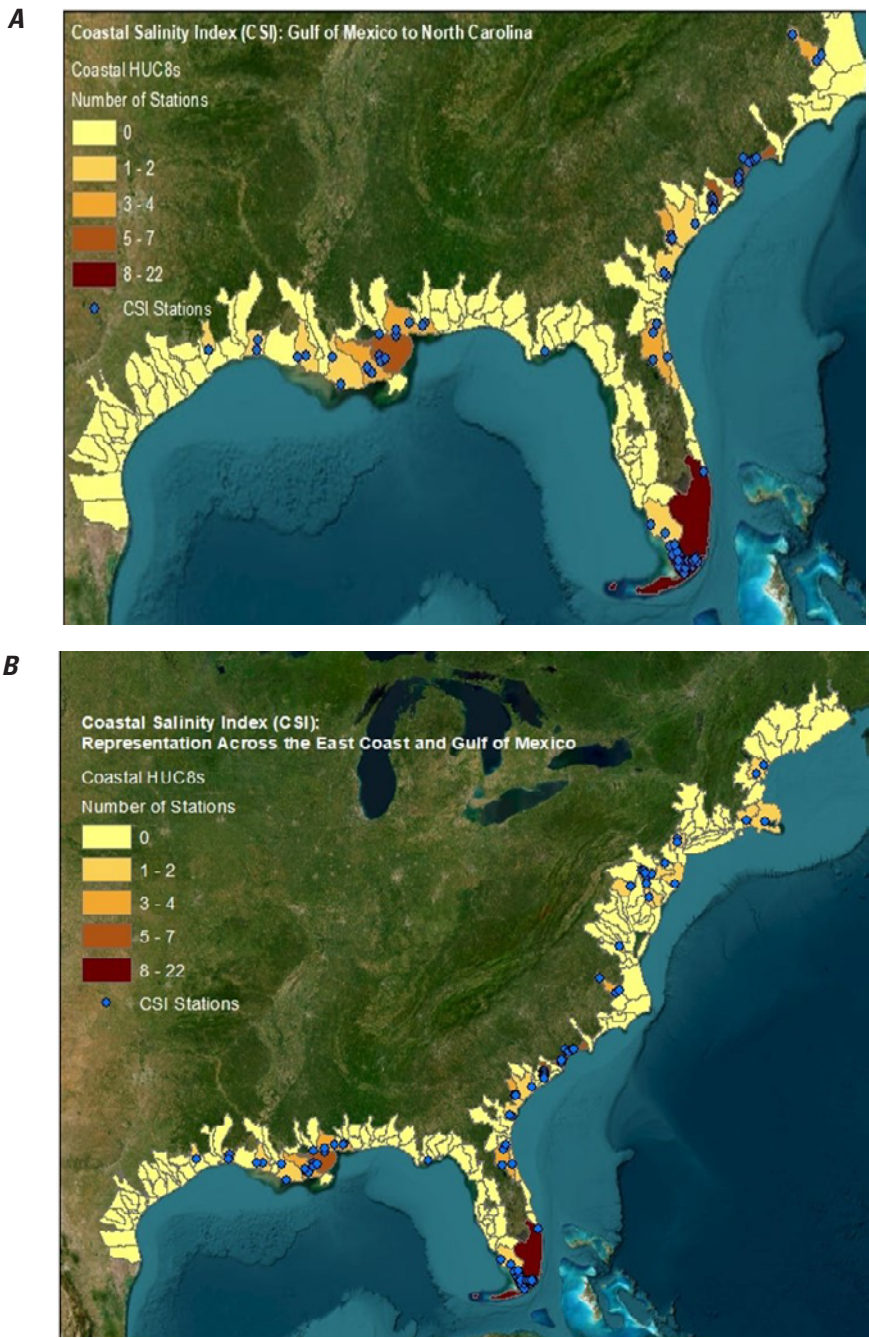 A
Coastal Salinity Index (CSI): Gulf of Mexico to North Carolina
Coastal HUC8s
Number of Stations
0
1 - 2
3 - 4
5 - 7
8 - 22
CSI Stations
B
Coastal Salinity Index (CSI):
Representation Across the East Coast and Gulf of Mexico
Coastal HUC8s
Number of Stations
0
1 - 2
3 - 4
5 - 7
8 - 22
CSI Stations